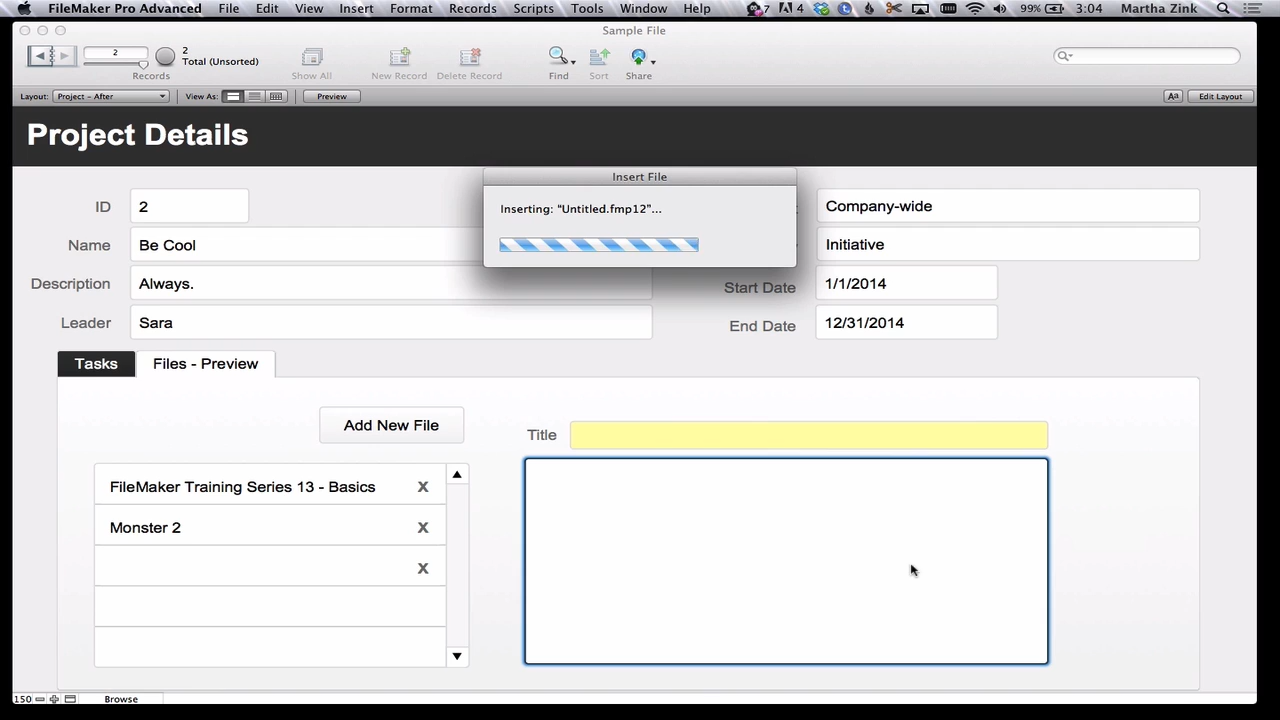 FileMaker Pro Advanced File Edit View Insert Format Records Scripts Tools Window Help 7 4 99% 3:04 Martha Zink
Sample File
2
2
Total (Unsorted)
Records
Show All
New Record
Delete Record
Find
Sort
Share
Layout: Project - After
View As:
Preview
Aa
Edit Layout
Project Details
Insert File
Inserting: "Untitled.fmp12"...
ID 2
Company-wide
Name Be Cool
Initiative
Description Always.
Start Date 1/1/2014
Leader Sara
End Date 12/31/2014
Tasks
Files - Preview
Add New File
Title
FileMaker Training Series 13 - Basics X
Monster 2 X
X
150 Browse